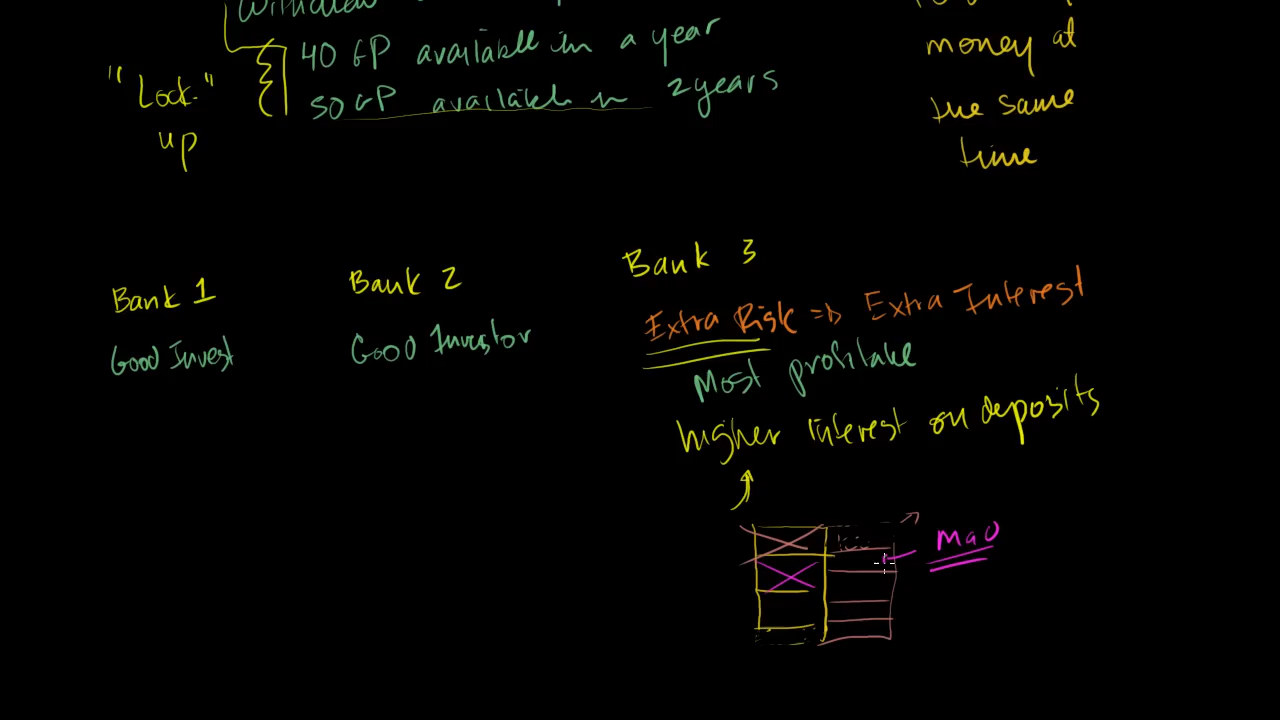 withdraw
40 GP available in a year
50 GP available in 2 years
"Lock"
up
money at
the same
time
Bank 1
Good Invest
Bank 2
Good Investor
Bank 3
Extra Risk ⇒ Extra Interest
Most profitable
higher interest on deposits
Mao